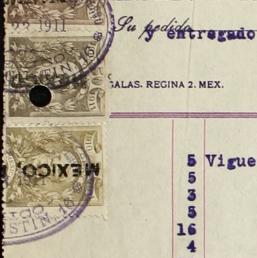 1911
Su pedido
y entregado
GALAS. REGINA 2. MEX.
MEXICO,
5 Vigue
5
3
5
16
4